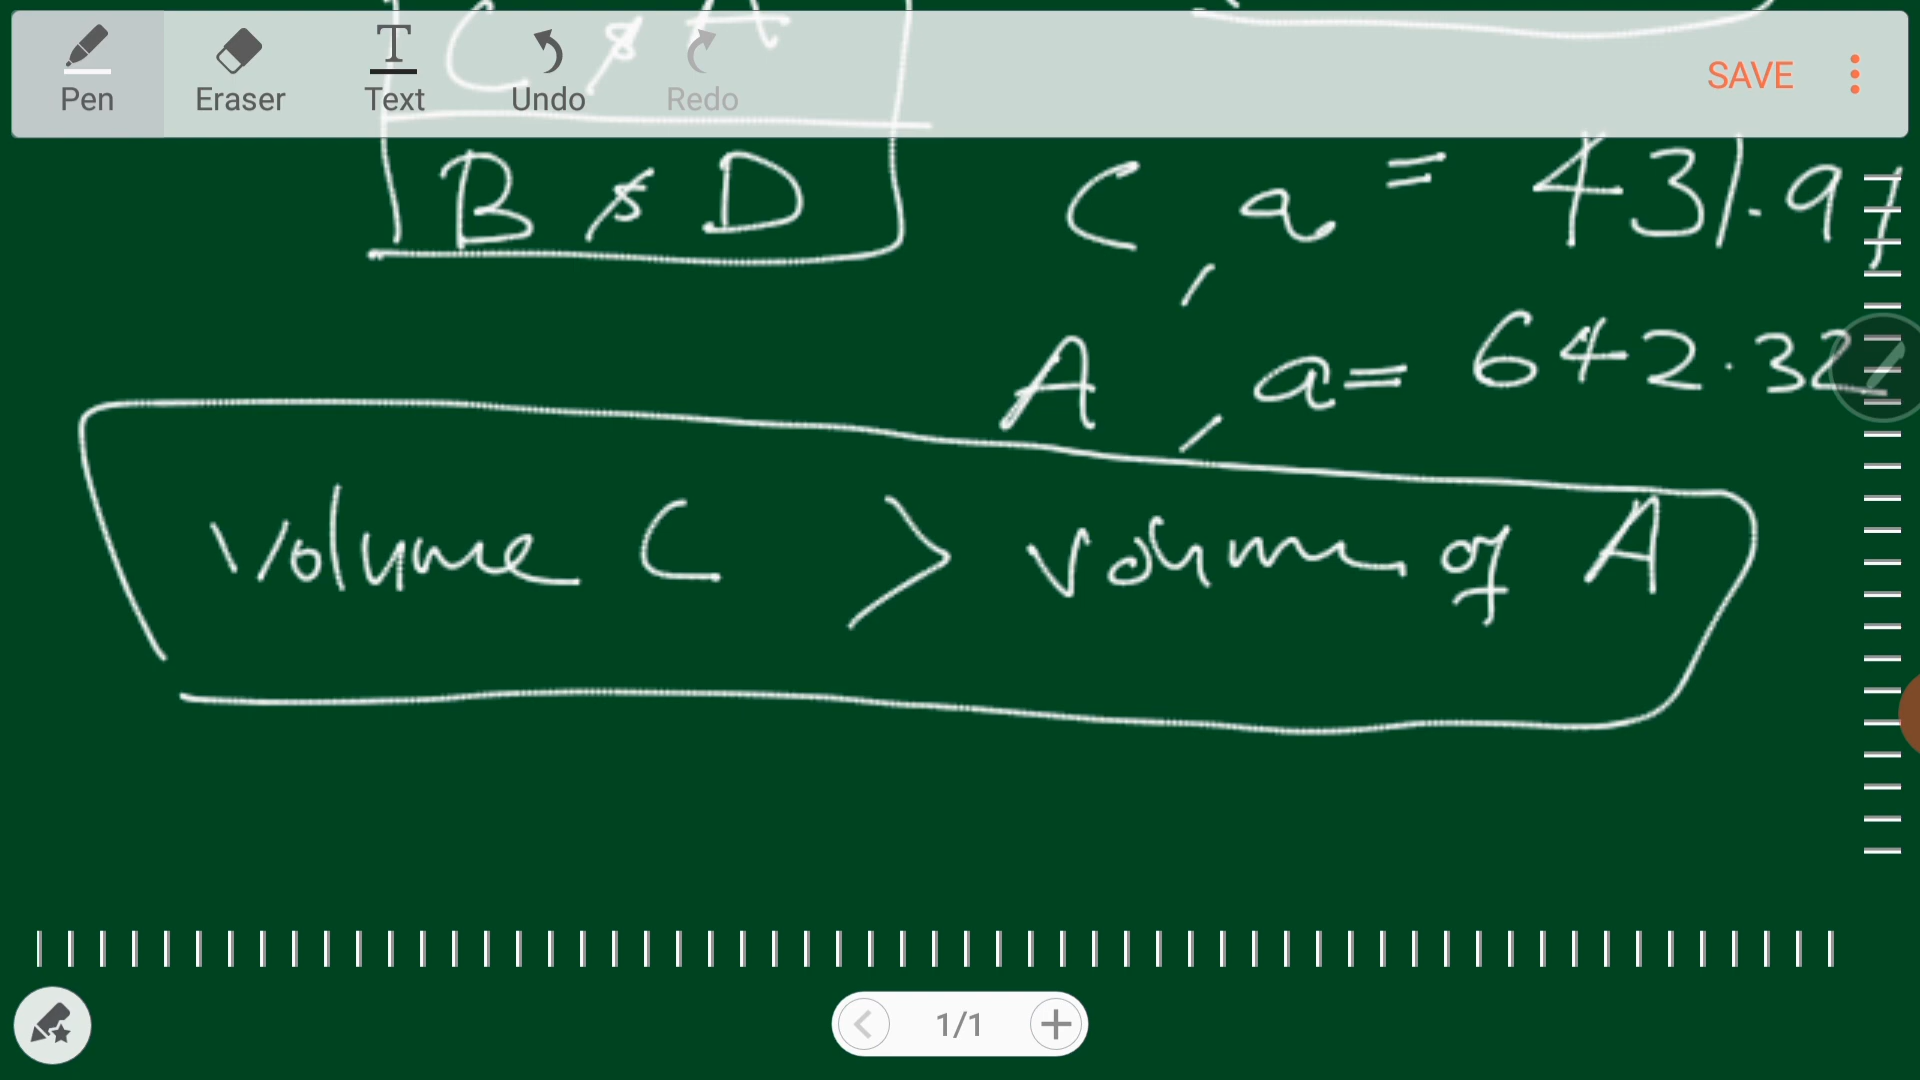 C & A
Pen Eraser Text Undo Redo SAVE
B & D
C, a = 431.97
A, a = 642.32
Volume C > volume of A
1/1